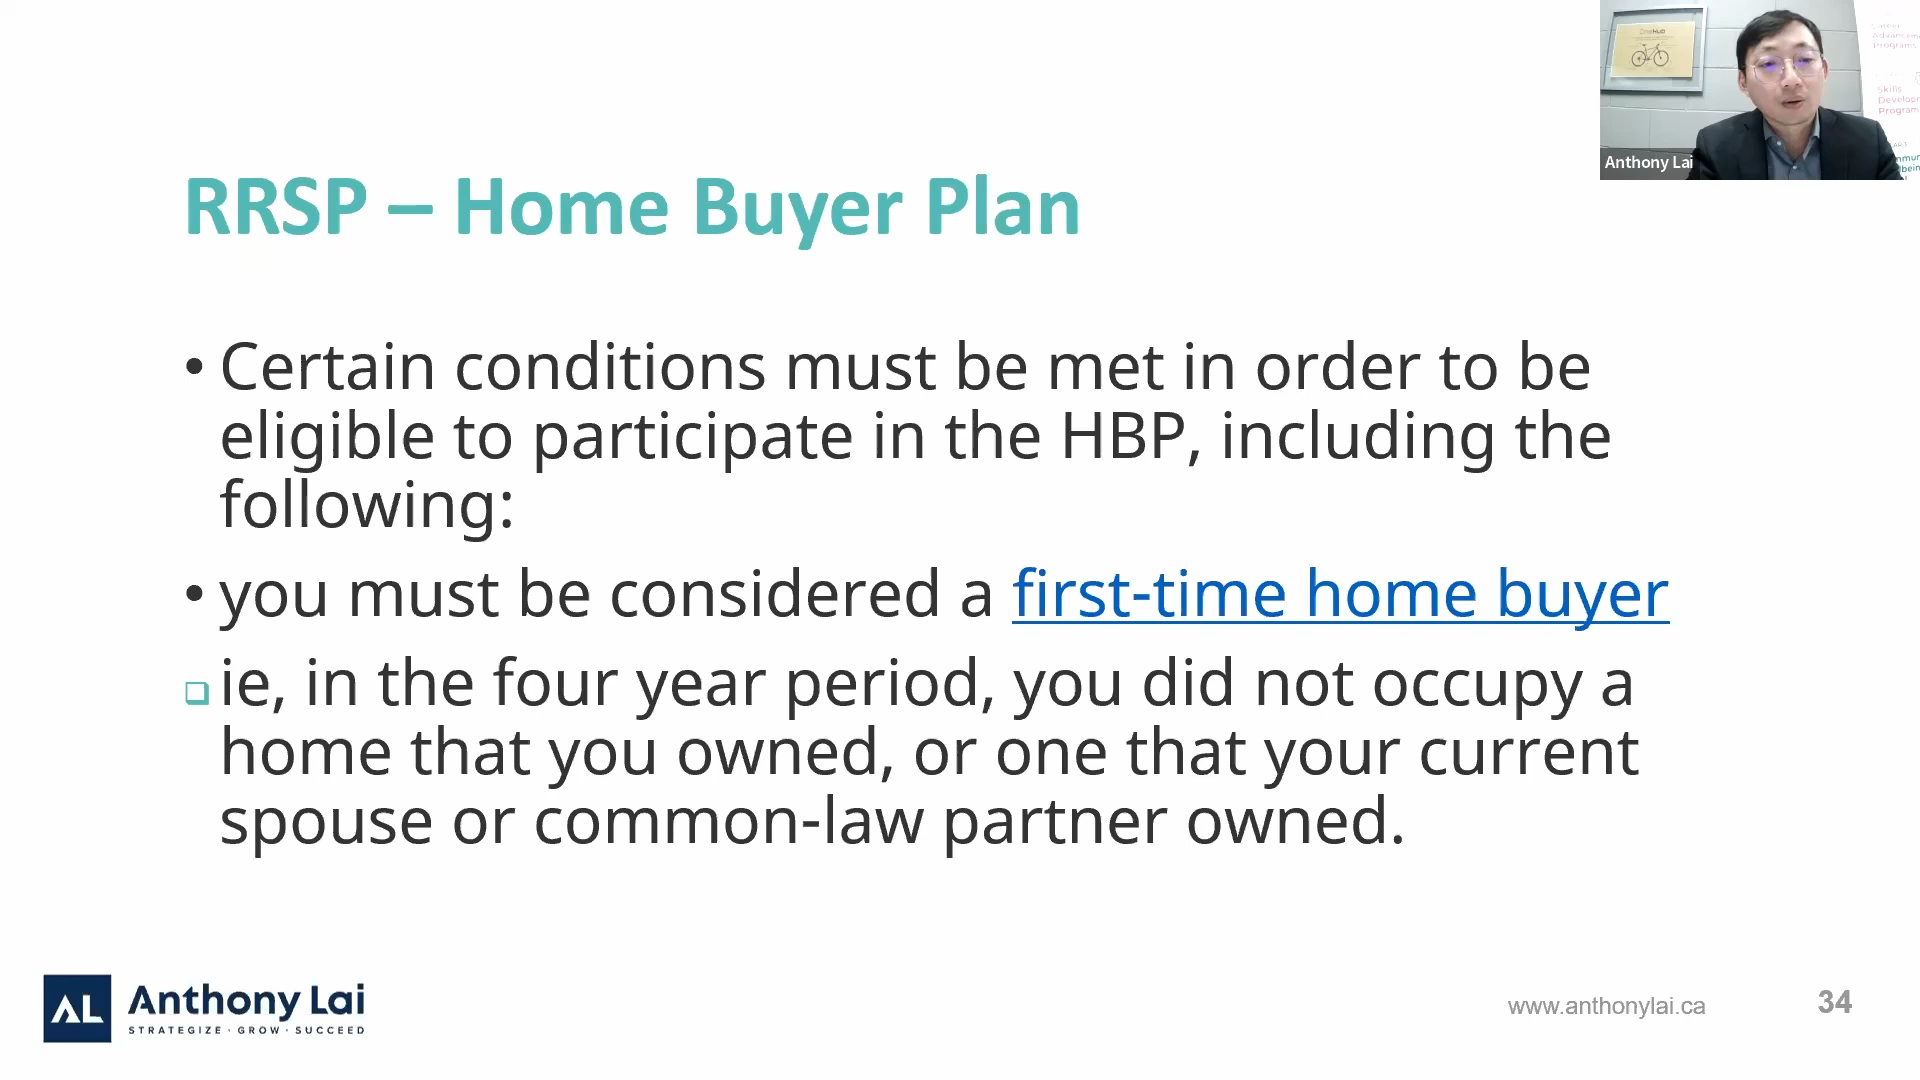 RRSP – Home Buyer Plan
• Certain conditions must be met in order to be
eligible to participate in the HBP, including the
following:
• you must be considered a first-time home buyer
❑ ie, in the four year period, you did not occupy a
home that you owned, or one that your current
spouse or common-law partner owned.
Anthony Lai
Skills
AL
Anthony Lai
STRATEGIZE · GROW · SUCCEED
www.anthonylai.ca
34